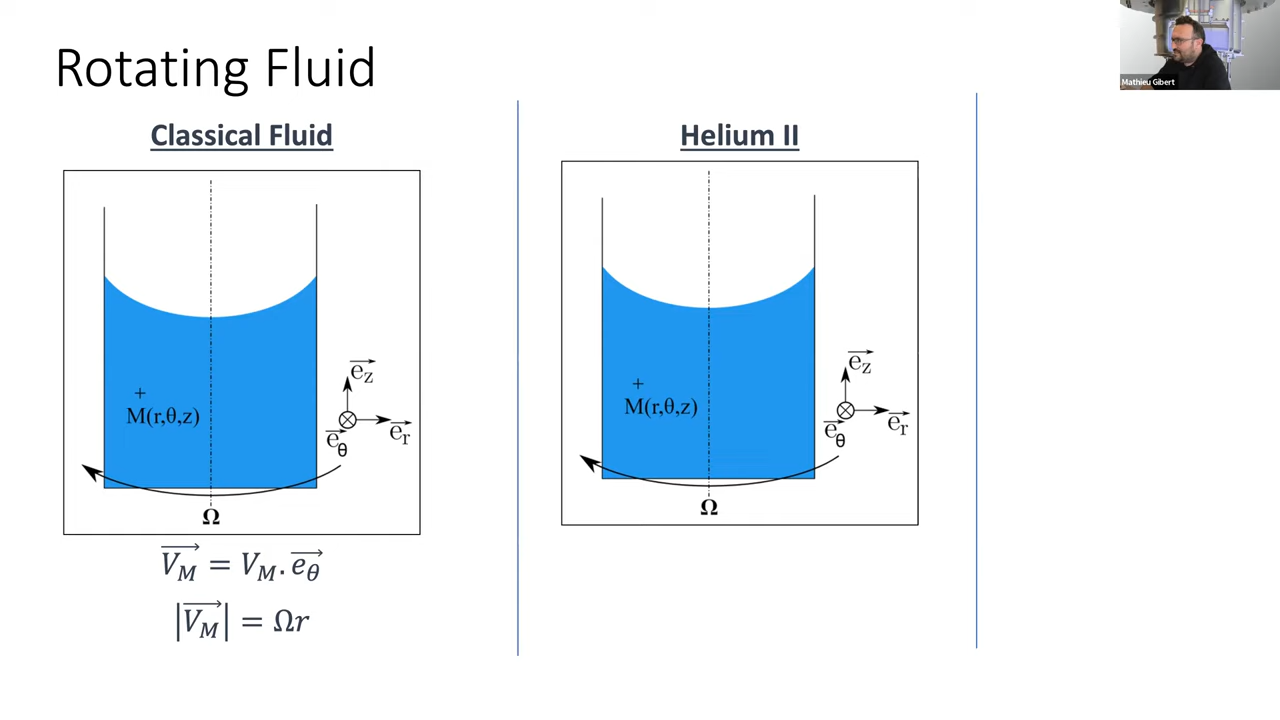 Rotating Fluid
Mathieu Gibert
Classical Fluid
e_z
M(r,θ,z)
e_θ
e_r
Ω
V_M = V_M . e_θ
|V_M| = Ωr
Helium II
e_z
M(r,θ,z)
e_θ
e_r
Ω